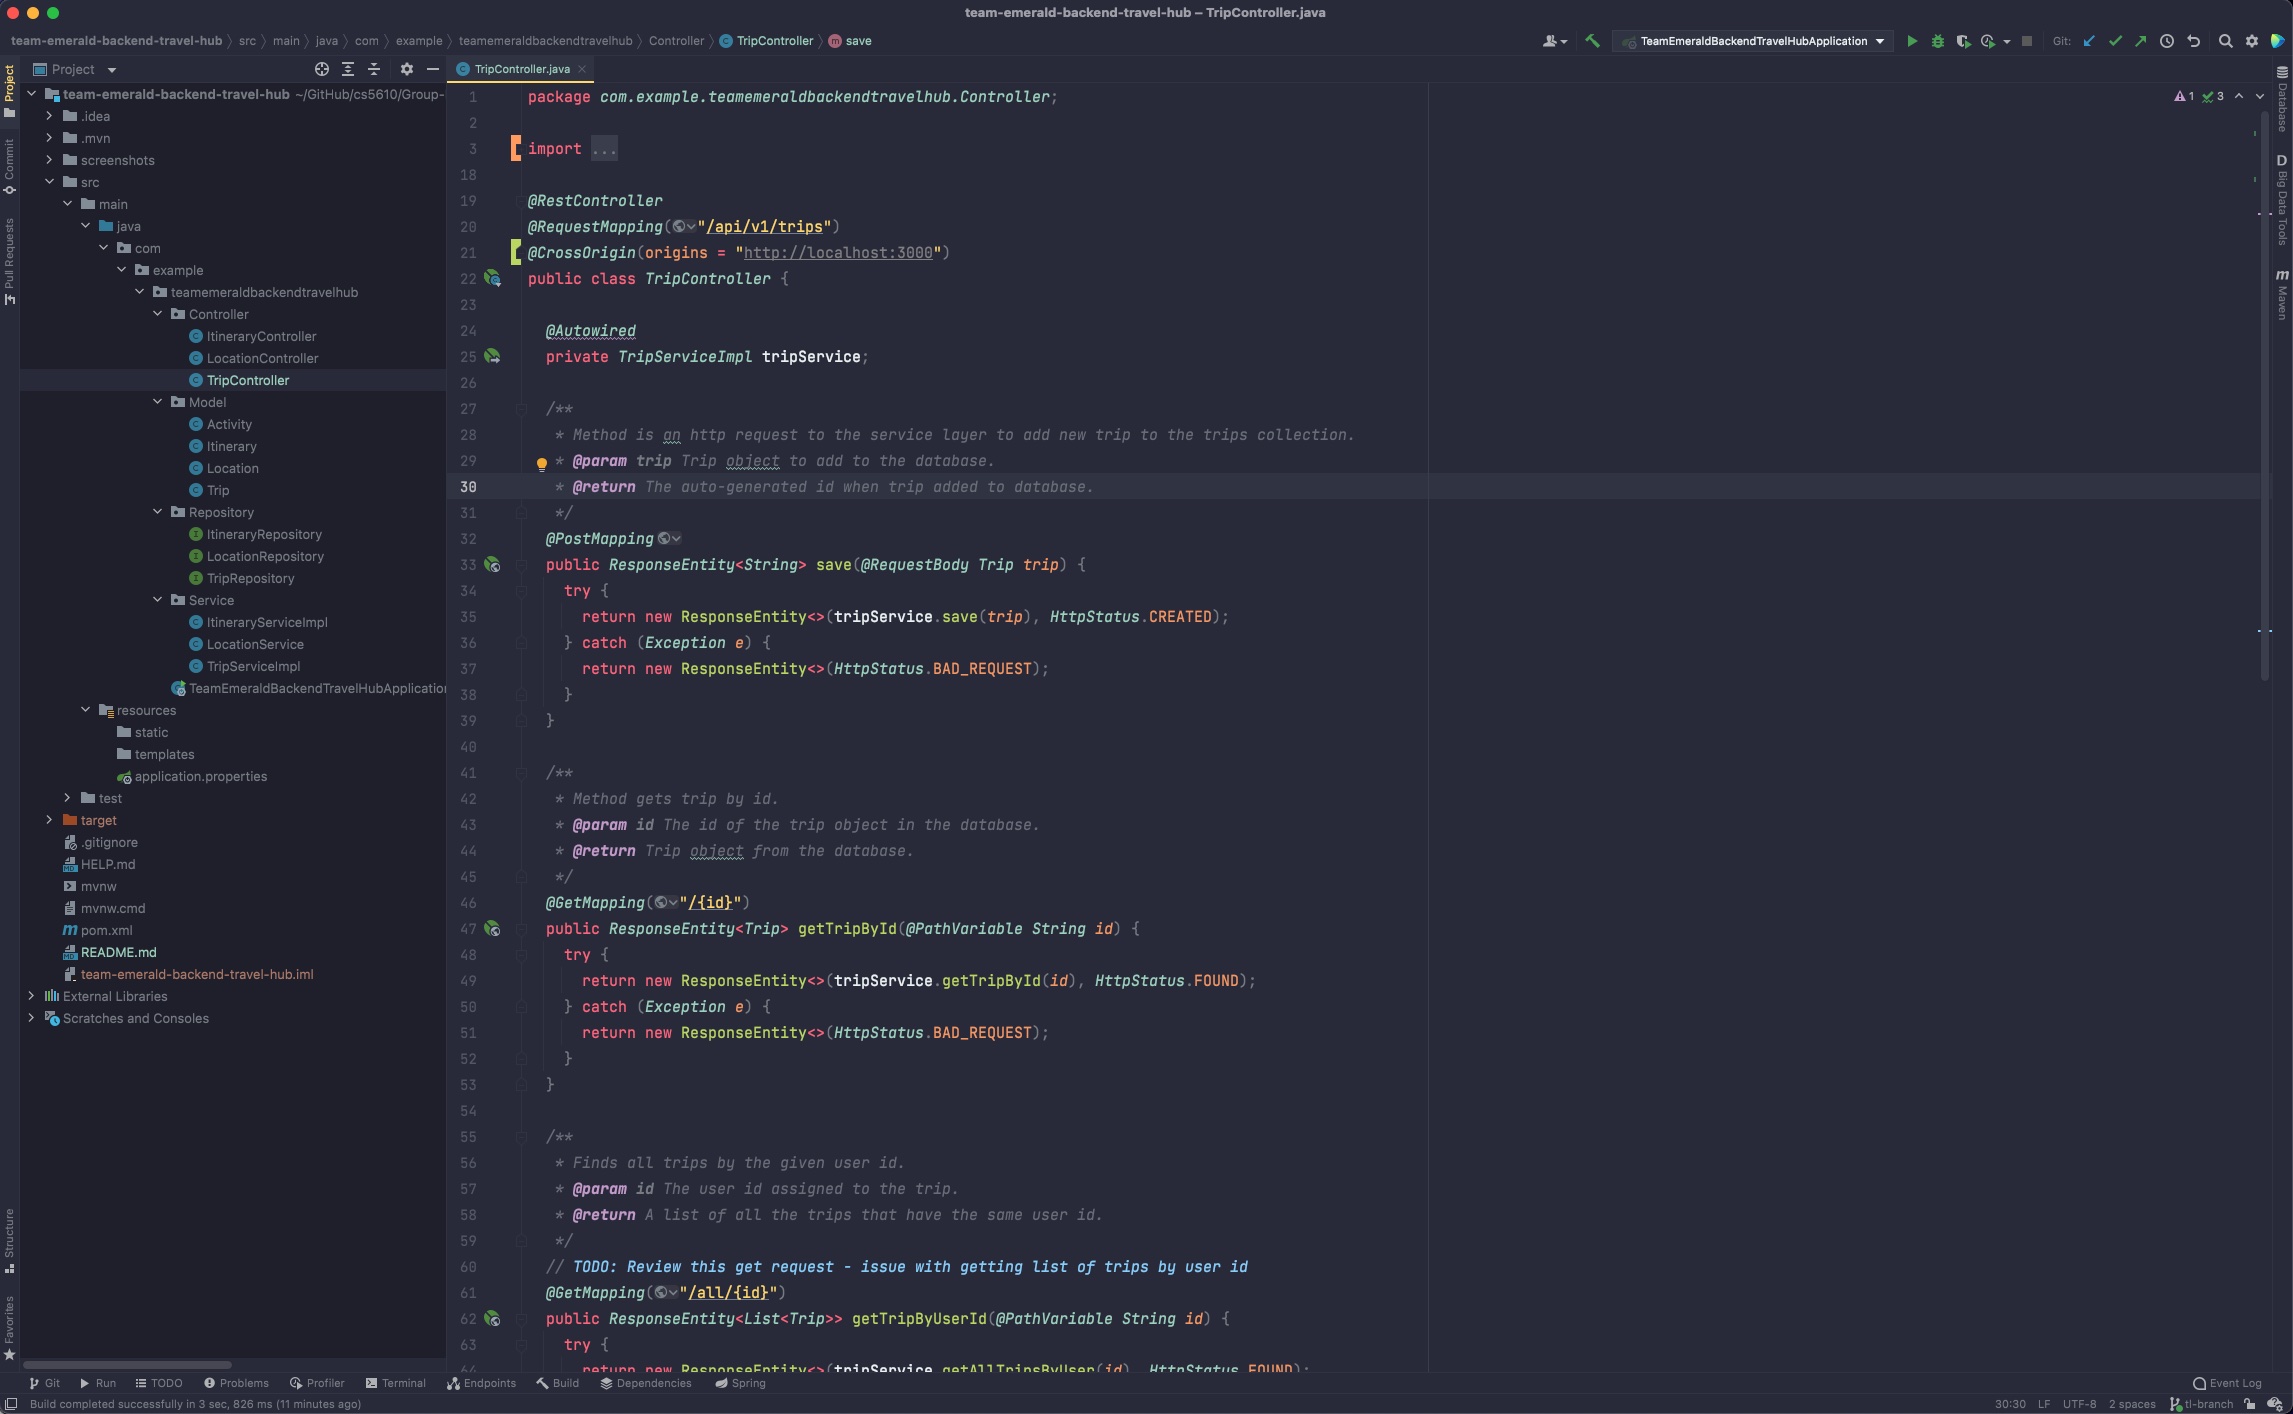 team-emerald-backend-travel-hub – TripController.java
team-emerald-backend-travel-hub 〉 src 〉 main 〉 java 〉 com 〉 example 〉 teamemeraldbackendtravelhub 〉 Controller 〉 TripController 〉 save
TeamEmeraldBackendTravelHubApplication
Git:
Project
TripController.java
Project
Commit
Pull Requests
Structure
Favorites
team-emerald-backend-travel-hub ~/GitHub/cs5610/Group-
.idea
.mvn
screenshots
src
main
java
com
example
teamemeraldbackendtravelhub
Controller
ItineraryController
LocationController
TripController
Model
Activity
Itinerary
Location
Trip
Repository
ItineraryRepository
LocationRepository
TripRepository
Service
ItineraryServiceImpl
LocationService
TripServiceImpl
TeamEmeraldBackendTravelHubApplication
resources
static
templates
application.properties
test
target
.gitignore
HELP.md
mvnw
mvnw.cmd
pom.xml
README.md
team-emerald-backend-travel-hub.iml
External Libraries
Scratches and Consoles
1 package com.example.teamemeraldbackendtravelhub.Controller;
2
3 import ...
18
19 @RestController
20 @RequestMapping("/api/v1/trips")
21 @CrossOrigin(origins = "http://localhost:3000")
22 public class TripController {
23
24 @Autowired
25 private TripServiceImpl tripService;
26
27 /**
28 * Method is an http request to the service layer to add new trip to the trips collection.
29 * @param trip Trip object to add to the database.
30 * @return The auto-generated id when trip added to database.
31 */
32 @PostMapping
33 public ResponseEntity<String> save(@RequestBody Trip trip) {
34 try {
35 return new ResponseEntity<>(tripService.save(trip), HttpStatus.CREATED);
36 } catch (Exception e) {
37 return new ResponseEntity<>(HttpStatus.BAD_REQUEST);
38 }
39 }
40
41 /**
42 * Method gets trip by id.
43 * @param id The id of the trip object in the database.
44 * @return Trip object from the database.
45 */
46 @GetMapping("/{id}")
47 public ResponseEntity<Trip> getTripById(@PathVariable String id) {
48 try {
49 return new ResponseEntity<>(tripService.getTripById(id), HttpStatus.FOUND);
50 } catch (Exception e) {
51 return new ResponseEntity<>(HttpStatus.BAD_REQUEST);
52 }
53 }
54
55 /**
56 * Finds all trips by the given user id.
57 * @param id The user id assigned to the trip.
58 * @return A list of all the trips that have the same user id.
59 */
60 // TODO: Review this get request - issue with getting list of trips by user id
61 @GetMapping("/all/{id}")
62 public ResponseEntity<List<Trip>> getTripByUserId(@PathVariable String id) {
63 try {
64 return new ResponseEntity<>(tripService.getAllTripsByUser(id), HttpStatus.FOUND);
1 3
Database
D Big Data Tools
m Maven
Git Run TODO Problems Profiler Terminal Endpoints Build Dependencies Spring Event Log
Build completed successfully in 3 sec, 826 ms (11 minutes ago) 30:30 LF UTF-8 2 spaces tl-branch